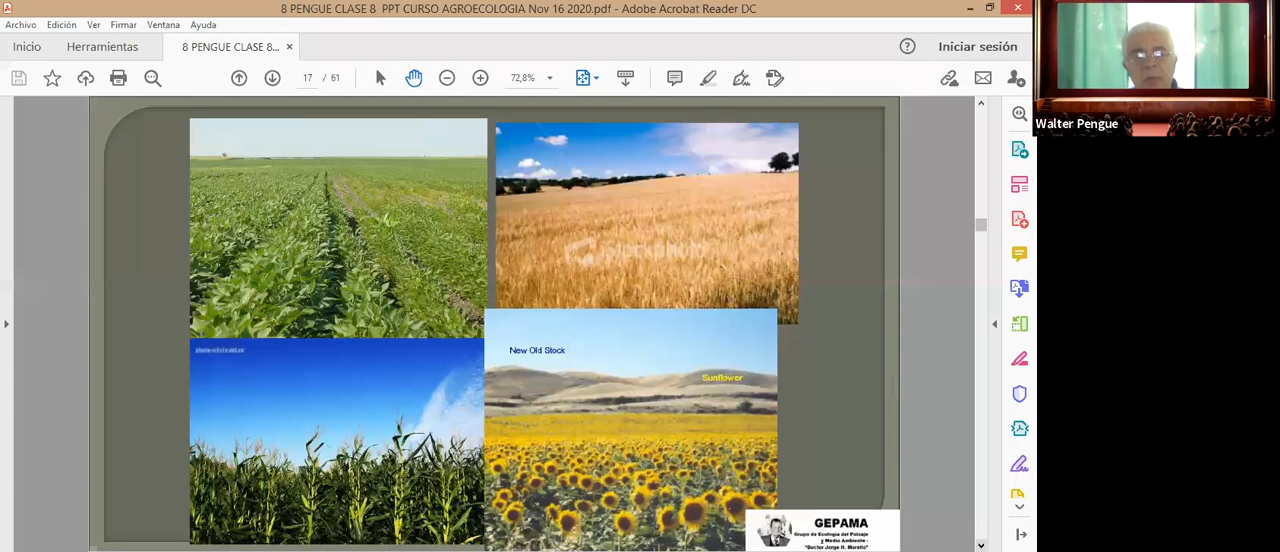 8 PENGUE CLASE 8 PPT CURSO AGROECOLOGIA Nov 16 2020.pdf - Adobe Acrobat Reader DC
Archivo Edición Ver Firmar Ventana Ayuda
Inicio Herramientas 8 PENGUE CLASE 8... × Iniciar sesión
17 / 61 72,8%
Walter Pengue
iStockphoto
New Old Stock
Sunflower
GEPAMA
Grupo de Ecología del Paisaje
y Medio Ambiente -
"Doctor Jorge H. Morello"